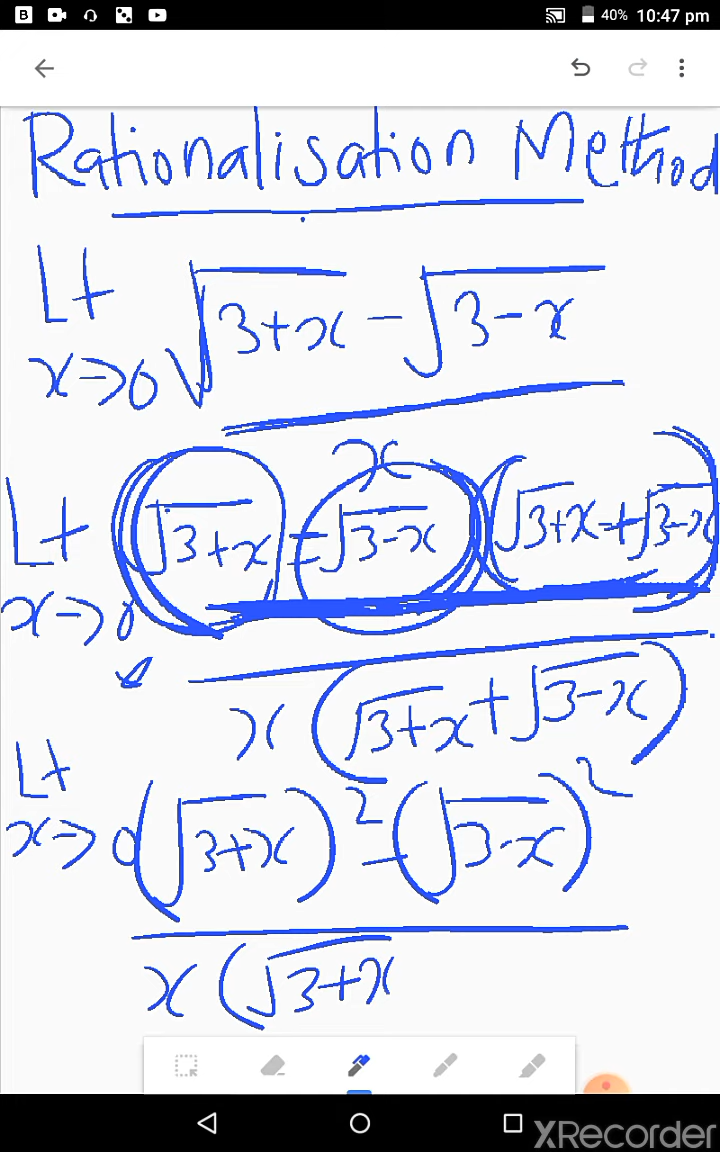 B 40% 10:47 pm
Rationalisation Method
Lt
x→0 √3+x - √3-x
x
Lt (√3+x - √3-x) (√3+x + √3-x)
x→0
x (√3+x + √3-x)
Lt
x→0 (√3+x)² - (√3-x)²
x (√3+x
XRecorder